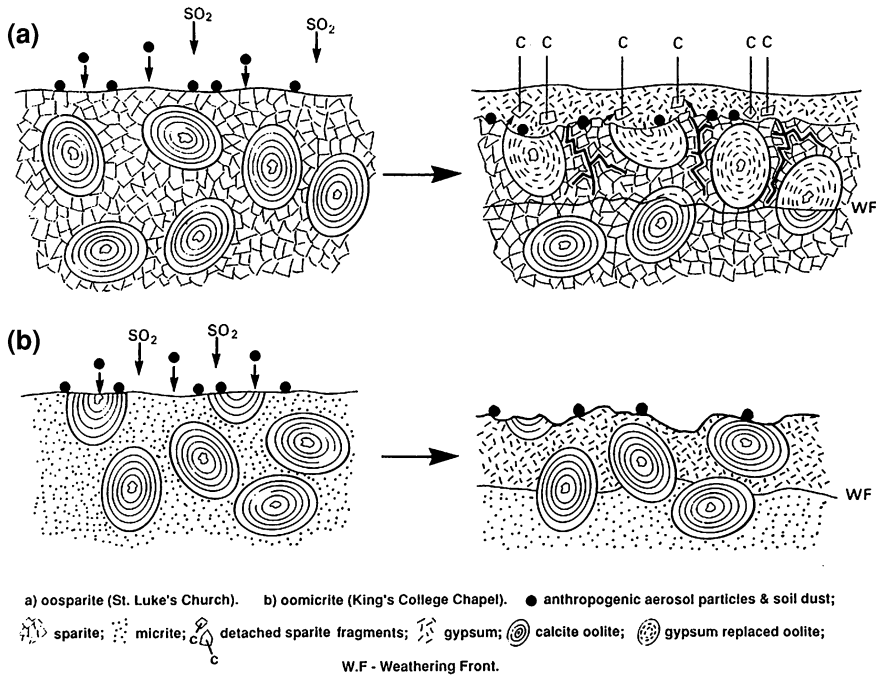 (a)
SO2
SO2
C C C C C C
WF
(b)
SO2
SO2
WF
a) oosparite (St. Luke's Church). b) oomicrite (King's College Chapel). anthropogenic aerosol particles & soil dust;
sparite; micrite; detached sparite fragments; gypsum; calcite oolite; gypsum replaced oolite;
C
C
W.F - Weathering Front.